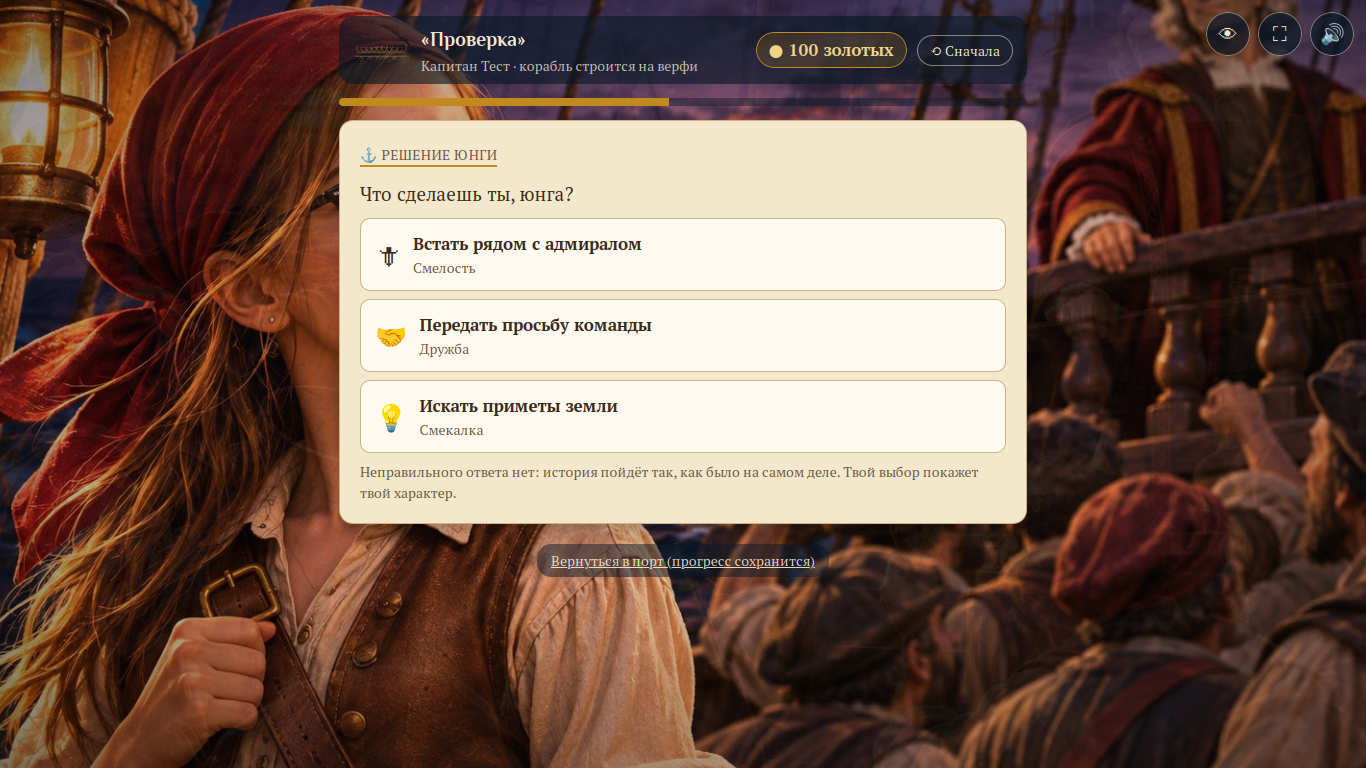 «Проверка»
Капитан Тест · корабль строится на верфи
100 золотых
⟲ Сначала
⚓ РЕШЕНИЕ ЮНГИ
Что сделаешь ты, юнга?
Встать рядом с адмиралом
Смелость
Передать просьбу команды
Дружба
Искать приметы земли
Смекалка
Неправильного ответа нет: история пойдёт так, как было на самом деле. Твой выбор покажет
твой характер.
Вернуться в порт (прогресс сохранится)